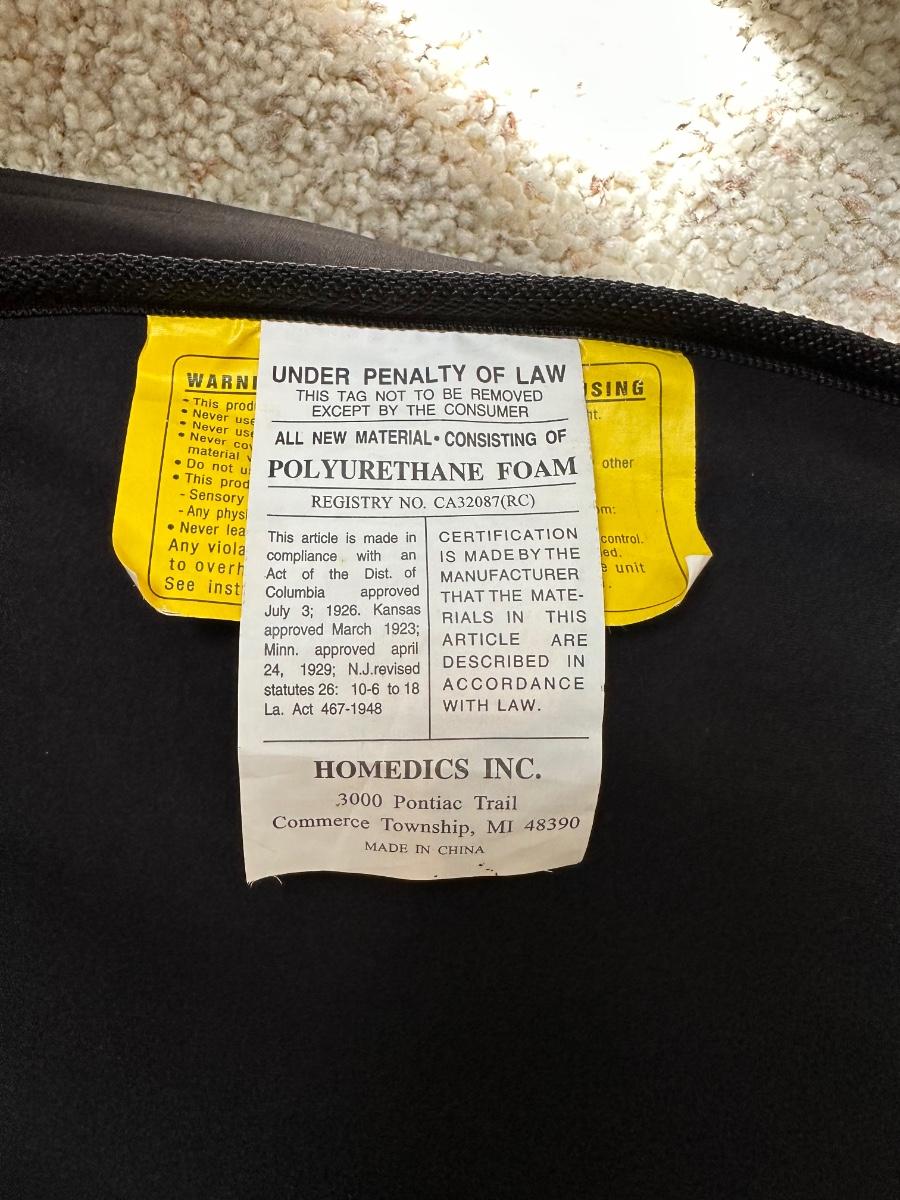 UNDER PENALTY OF LAW
THIS TAG NOT TO BE REMOVED
EXCEPT BY THE CONSUMER
ALL NEW MATERIAL• CONSISTING OF
POLYURETHANE FOAM
REGISTRY NO. CA32087(RC)
This article is made in
compliance with an
Act of the Dist. of
Columbia approved
July 3; 1926. Kansas
approved March 1923;
Minn. approved april
24, 1929; N.J.revised
statutes 26: 10-6 to 18
La. Act 467-1948
CERTIFICATION
IS MADE BY THE
MANUFACTURER
THAT THE MATE-
RIALS IN THIS
ARTICLE ARE
DESCRIBED IN
ACCORDANCE
WITH LAW.
HOMEDICS INC.
3000 Pontiac Trail
Commerce Township, MI 48390
MADE IN CHINA
WARNI
• This prod
• Never use
• Never use
• Never cov
material
• Do not u
• This prod
- Sensory
- Any physi
• Never lea
Any viola
to overh
See inst
SING
other
control.
unit